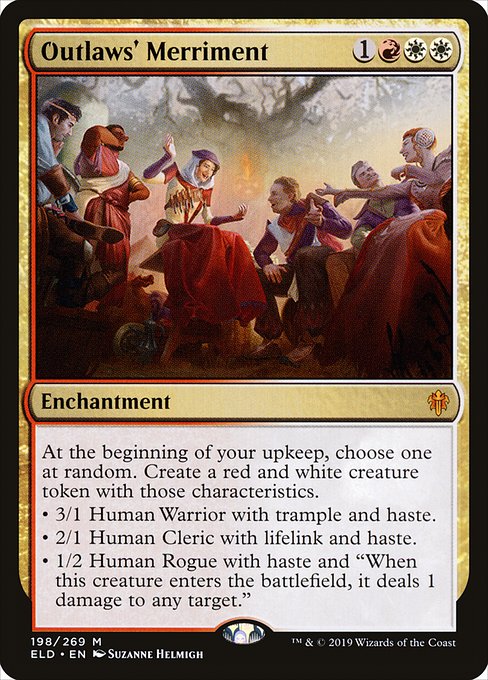 Outlaws' Merriment 1
Enchantment
At the beginning of your upkeep, choose one
at random. Create a red and white creature
token with those characteristics.
• 3/1 Human Warrior with trample and haste.
• 2/1 Human Cleric with lifelink and haste.
• 1/2 Human Rogue with haste and “When
this creature enters the battlefield, it deals 1
damage to any target.”
198/269 M
ELD • EN Suzanne Helmigh
™ & © 2019 Wizards of the Coast